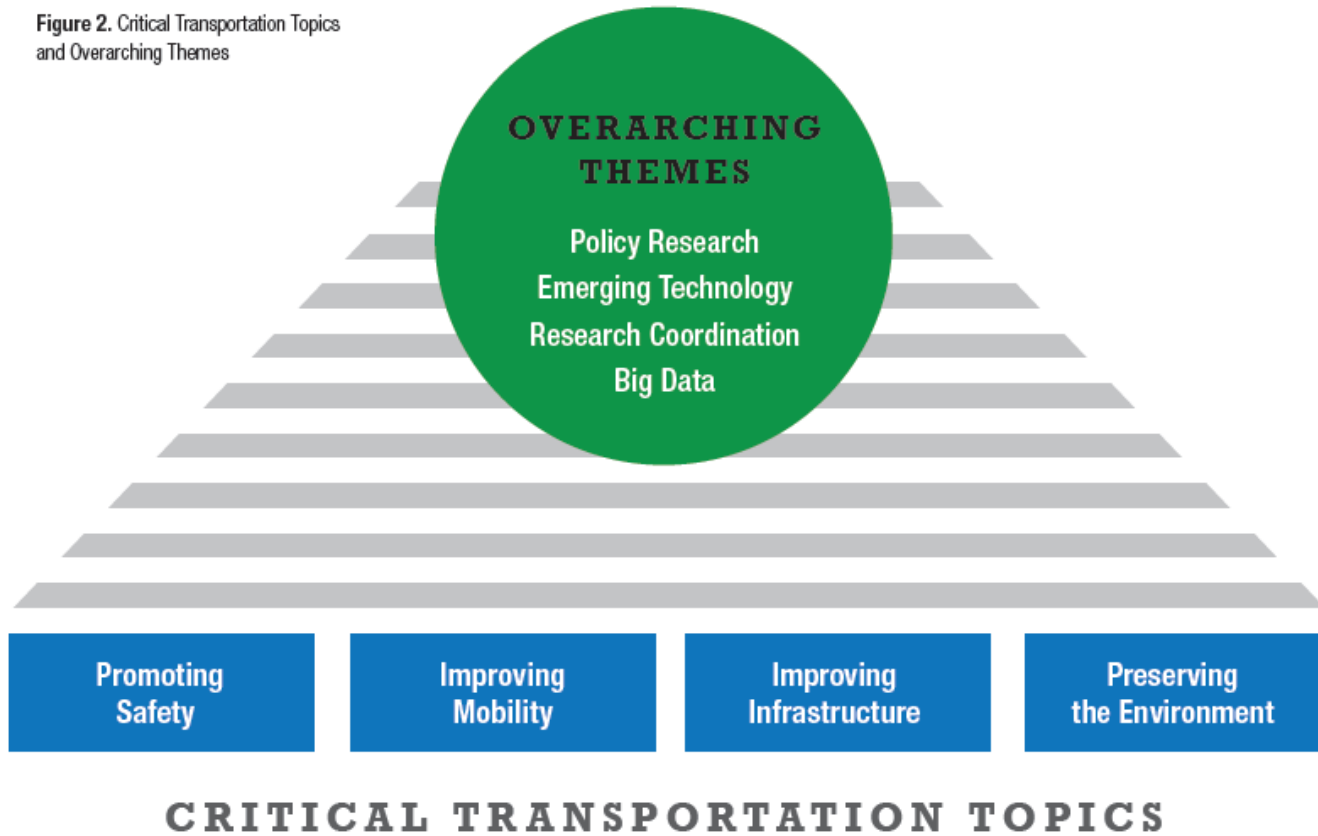 Figure 2. Critical Transportation Topics
and Overarching Themes
OVERARCHING
THEMES
Policy Research
Emerging Technology
Research Coordination
Big Data
Promoting
Safety
Improving
Mobility
Improving
Infrastructure
Preserving
the Environment
CRITICAL TRANSPORTATION TOPICS